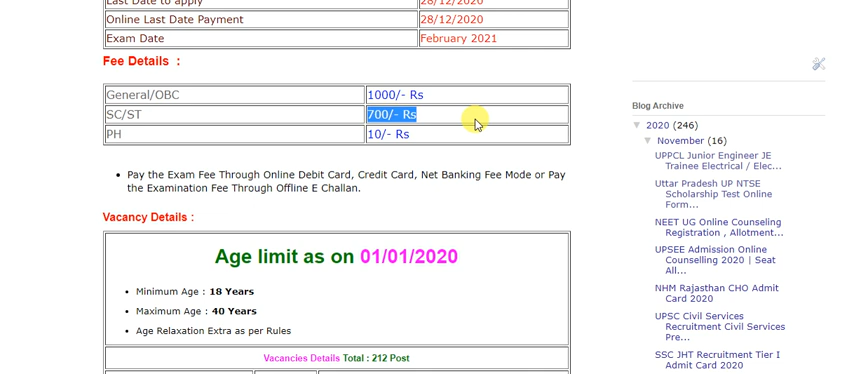 Last Date to apply 28/12/2020
Online Last Date Payment 28/12/2020
Exam Date February 2021
Fee Details :
General/OBC 1000/- Rs
SC/ST 700/- Rs
PH 10/- Rs
Pay the Exam Fee Through Online Debit Card, Credit Card, Net Banking Fee Mode or Pay
the Examination Fee Through Offline E Challan.
Vacancy Details :
Age limit as on 01/01/2020
Minimum Age : 18 Years
Maximum Age : 40 Years
Age Relaxation Extra as per Rules
Vacancies Details Total : 212 Post
Blog Archive
▼ 2020 (246)
▼ November (16)
UPPCL Junior Engineer JE
Trainee Electrical / Elec...
Uttar Pradesh UP NTSE
Scholarship Test Online
Form...
NEET UG Online Counseling
Registration , Allotment...
UPSEE Admission Online
Counselling 2020 | Seat
All...
NHM Rajasthan CHO Admit
Card 2020
UPSC Civil Services
Recruitment Civil Services
Pre...
SSC JHT Recruitment Tier I
Admit Card 2020